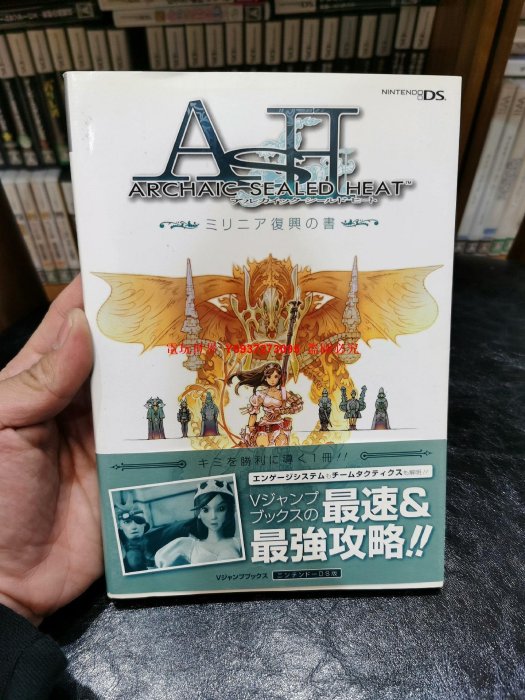 NINTENDO DS
ASH
ARCHAIC SEALED HEAT™
アルカイック シールド ヒート
ミリニア復興の書
キミを勝利に導く1冊!!
エンゲージシステムもチームタクティクスも解明!!
Vジャンプ
ブックスの
最速&
最強攻略!!
Vジャンプブックス
ニンテンドーDS版